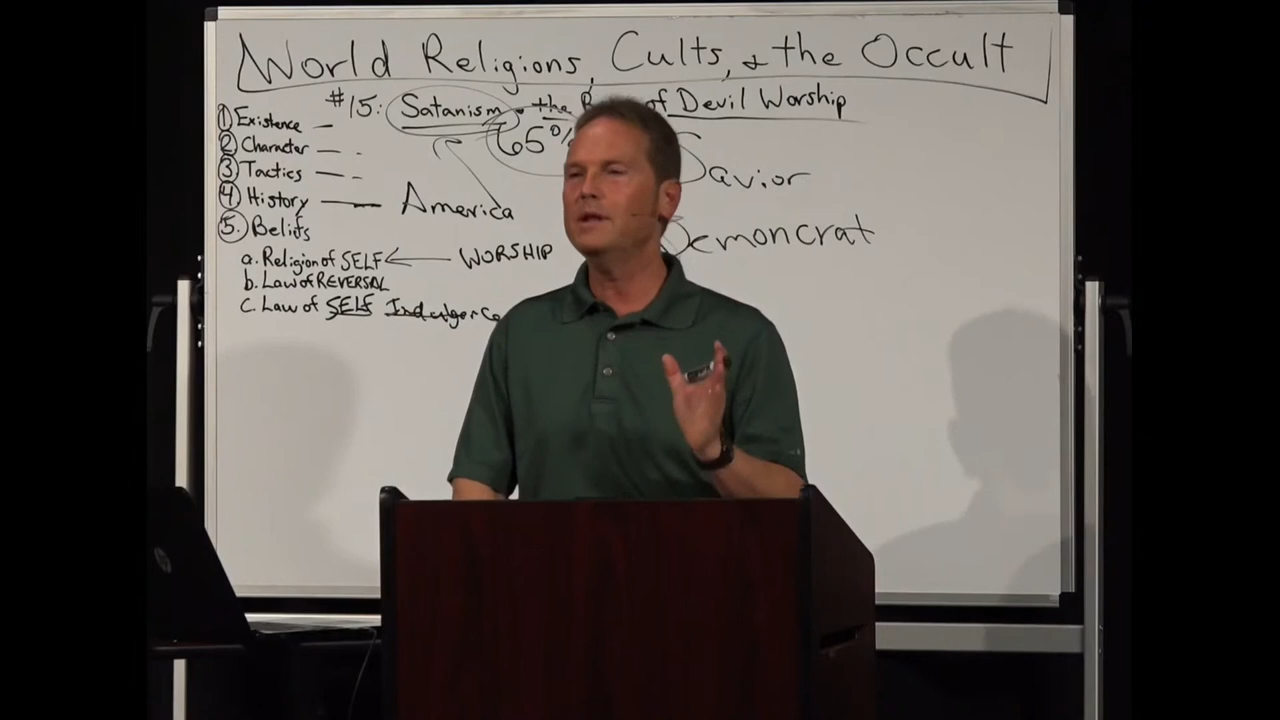 World Religions, Cults, & the Occult
#15: Satanism - the of Devil Worship
① Existence —
② Character —
③ Tactics —
④ History — America
⑤. Beliefs
65%
Savior
Demoncrat
a. Religion of SELF ← WORSHIP
b. Law of REVERSAL
c. Law of SELF Indulgence